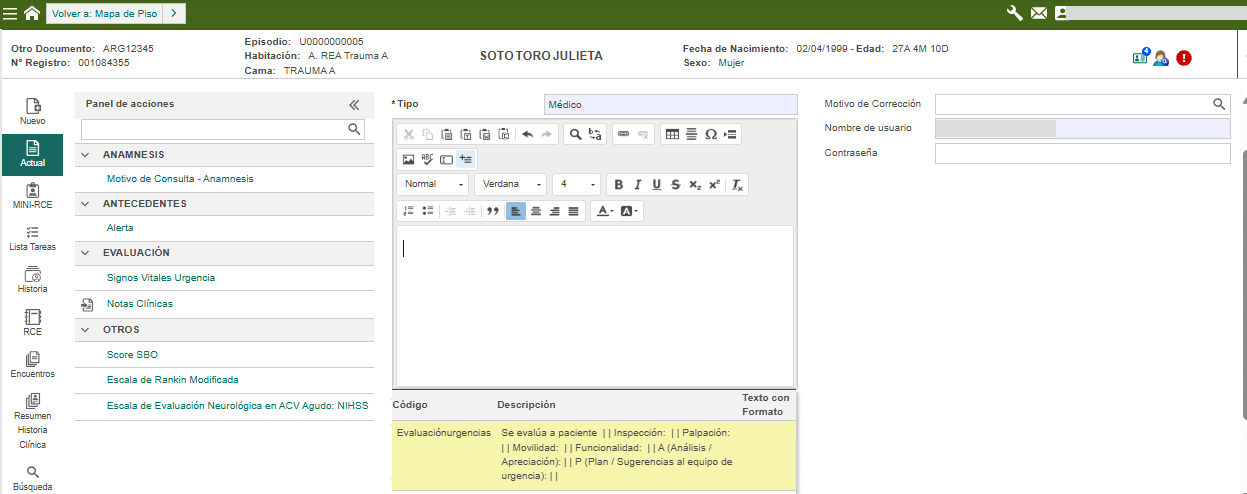 Volver a: Mapa de Piso
Otro Documento: ARG12345
N° Registro: 001084355
Episodio: U0000000005
Habitación: A. REA Trauma A
Cama: TRAUMA A
SOTO TORO JULIETA
Fecha de Nacimiento: 02/04/1999 - Edad: 27A 4M 10D
Sexo: Mujer
4
Nuevo
Actual
MINI-RCE
Lista Tareas
Historia
RCE
Encuentros
Resumen
Historia
Clínica
Búsqueda
Panel de acciones
ANAMNESIS
Motivo de Consulta - Anamnesis
ANTECEDENTES
Alerta
EVALUACIÓN
Signos Vitales Urgencia
Notas Clínicas
OTROS
Score SBO
Escala de Rankin Modificada
Escala de Evaluación Neurológica en ACV Agudo: NIHSS
* Tipo Médico
Normal Verdana 4
Código Descripción Texto con
Formato
Evaluaciónurgencias Se evalúa a paciente | | Inspección: | | Palpación:
| | Movilidad: | | Funcionalidad: | | A (Análisis /
Apreciación): | | P (Plan / Sugerencias al equipo de
urgencia): | |
Motivo de Corrección
Nombre de usuario
Contraseña